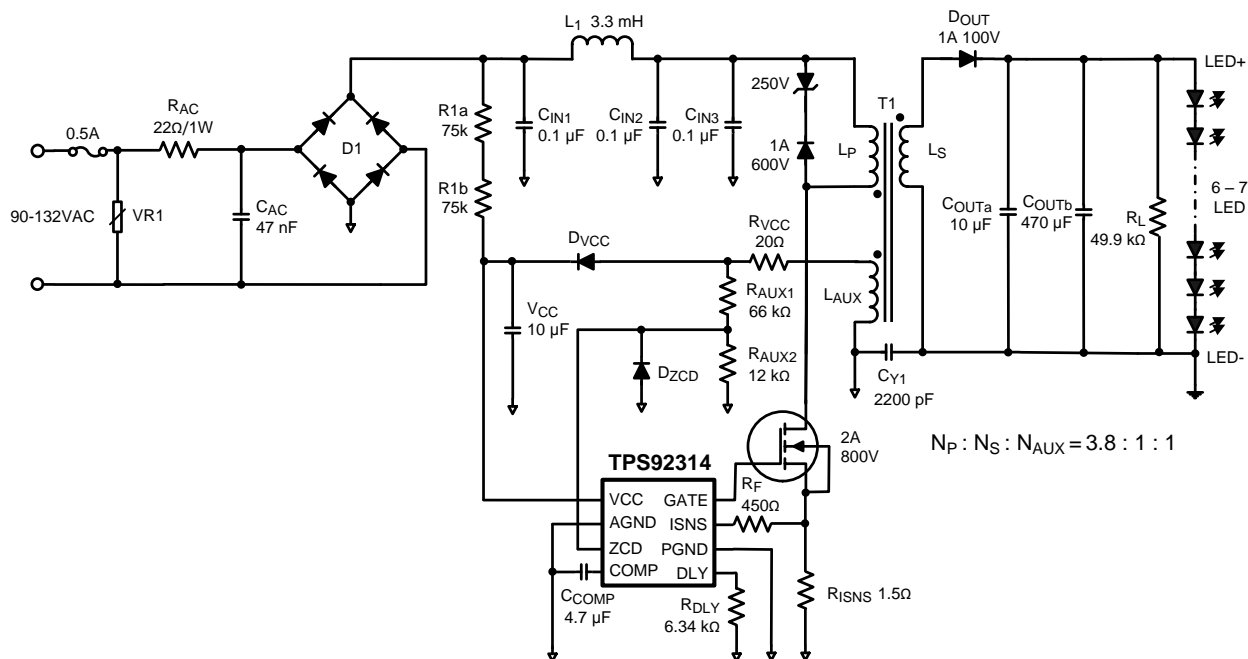 L1 3.3 mH
DOUT
1A 100V
LED+
RAC
22Ω/1W
0.5A
D1
R1a
75k
CIN1
0.1 µF
CIN2
0.1 µF
CIN3
0.1 µF
250V
1A
600V
T1
LP
LS
R1b
75k
90-132VAC
VR1
CAC
47 nF
COUTa
10 µF
COUTb
470 µF
RL
49.9 kΩ
6 – 7
LED
DVCC
RVCC
20Ω
LAUX
VCC
10 µF
RAUX1
66 kΩ
RAUX2
12 kΩ
DZCD
CY1
2200 pF
LED-
2A
800V
NP : NS : NAUX = 3.8 : 1 : 1
TPS92314
VCC
GATE
AGND
ISNS
ZCD
PGND
COMP
DLY
RF
450Ω
CCOMP
4.7 µF
RDLY
6.34 kΩ
RISNS 1.5Ω